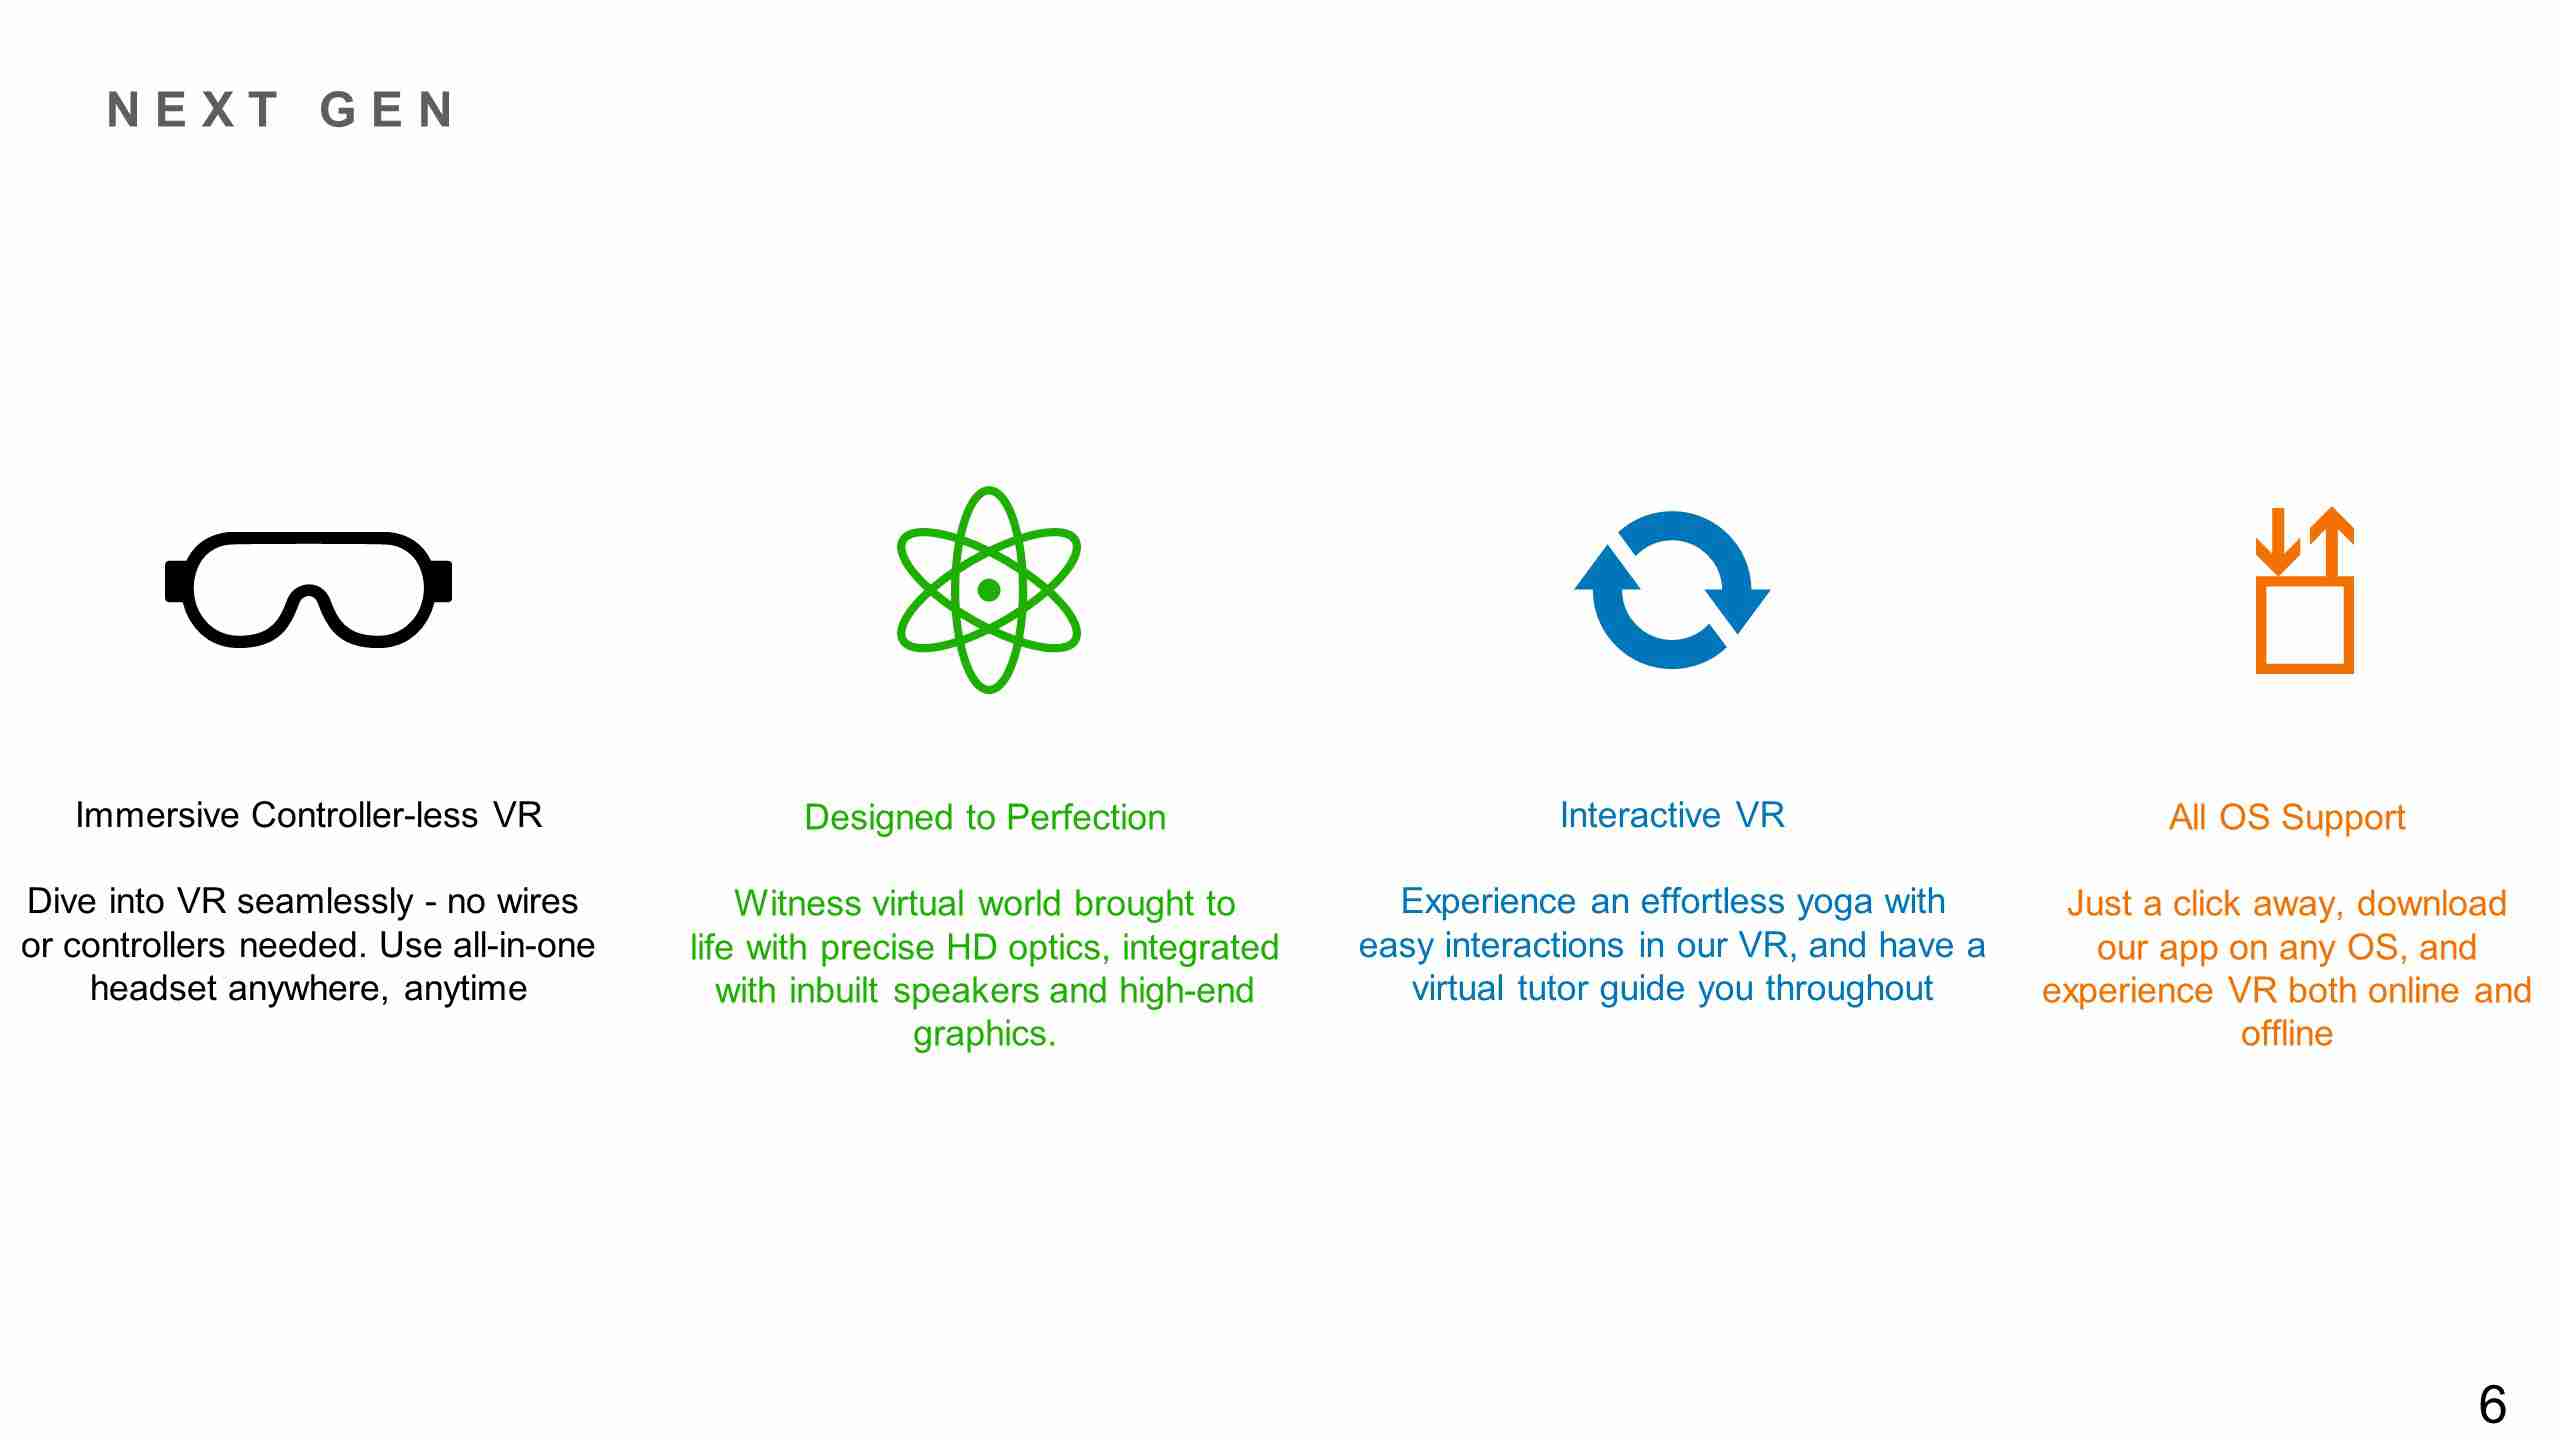 NEXT GEN
Immersive Controller-less VR
Dive into VR seamlessly - no wires
or controllers needed. Use all-in-one
headset anywhere, anytime
Designed to Perfection
Witness virtual world brought to
life with precise HD optics, integrated
with inbuilt speakers and high-end
graphics.
Interactive VR
Experience an effortless yoga with
easy interactions in our VR, and have a
virtual tutor guide you throughout
All OS Support
Just a click away, download
our app on any OS, and
experience VR both online and
offline
6